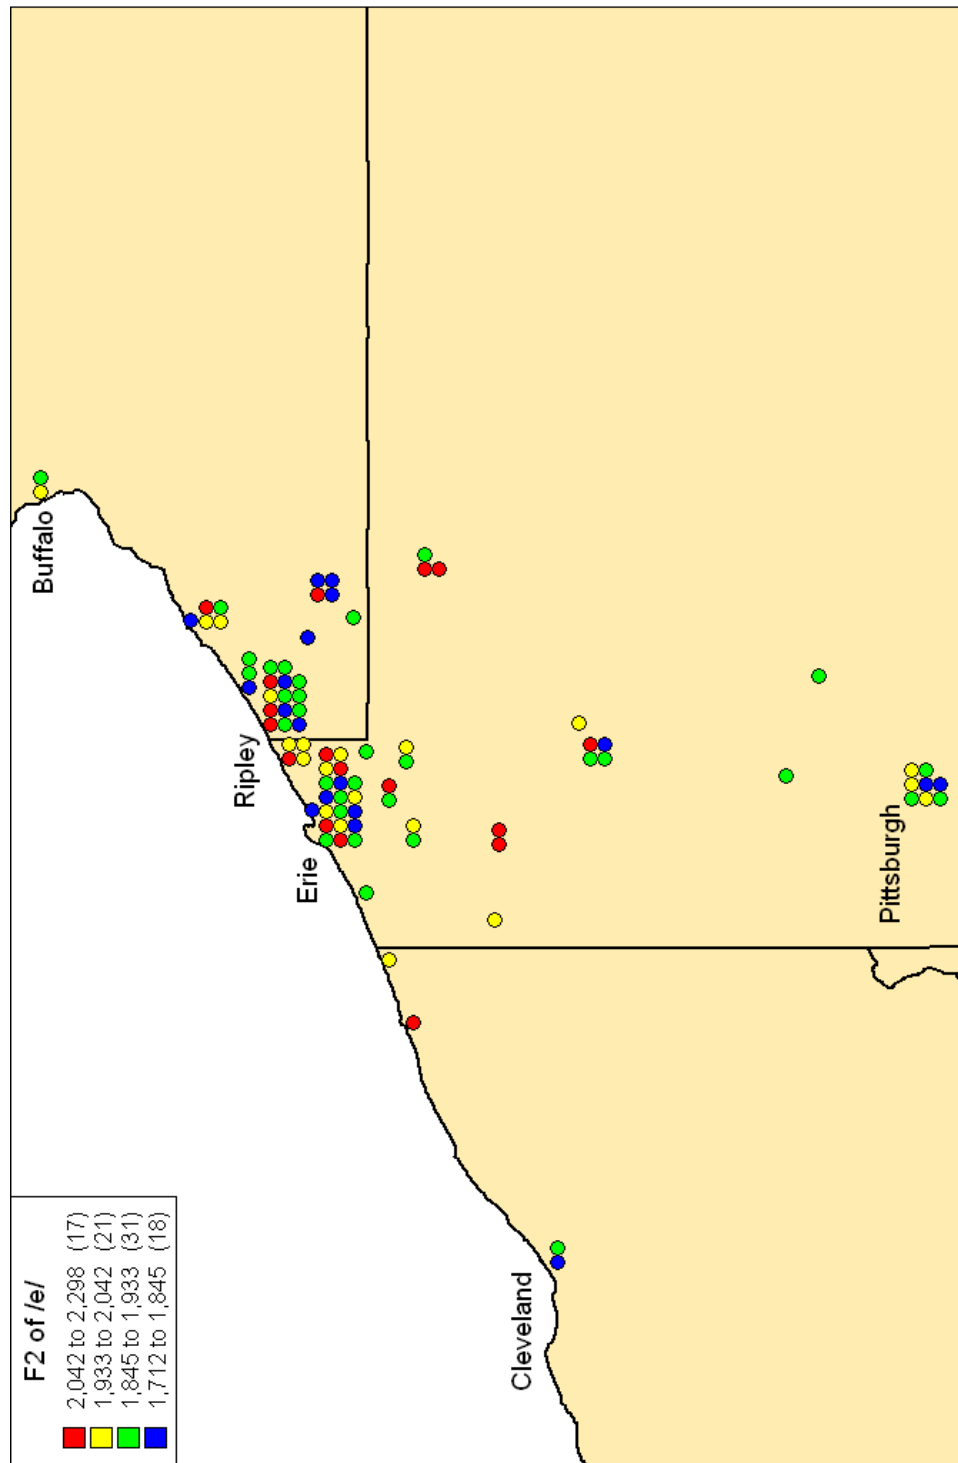 F2 of /e/
2,042 to 2,298 (17)
1,933 to 2,042 (21)
1,845 to 1,933 (31)
1,712 to 1,845 (18)
Buffalo
Ripley
Erie
Cleveland
Pittsburgh